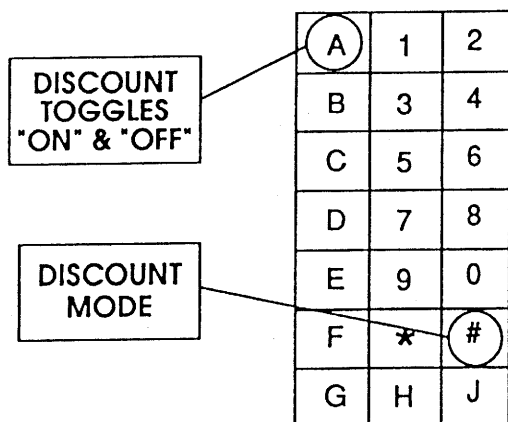 DISCOUNT
TOGGLES
"ON" & "OFF"
DISCOUNT
MODE
A 1 2
B 3 4
C 5 6
D 7 8
E 9 0
F * #
G H J